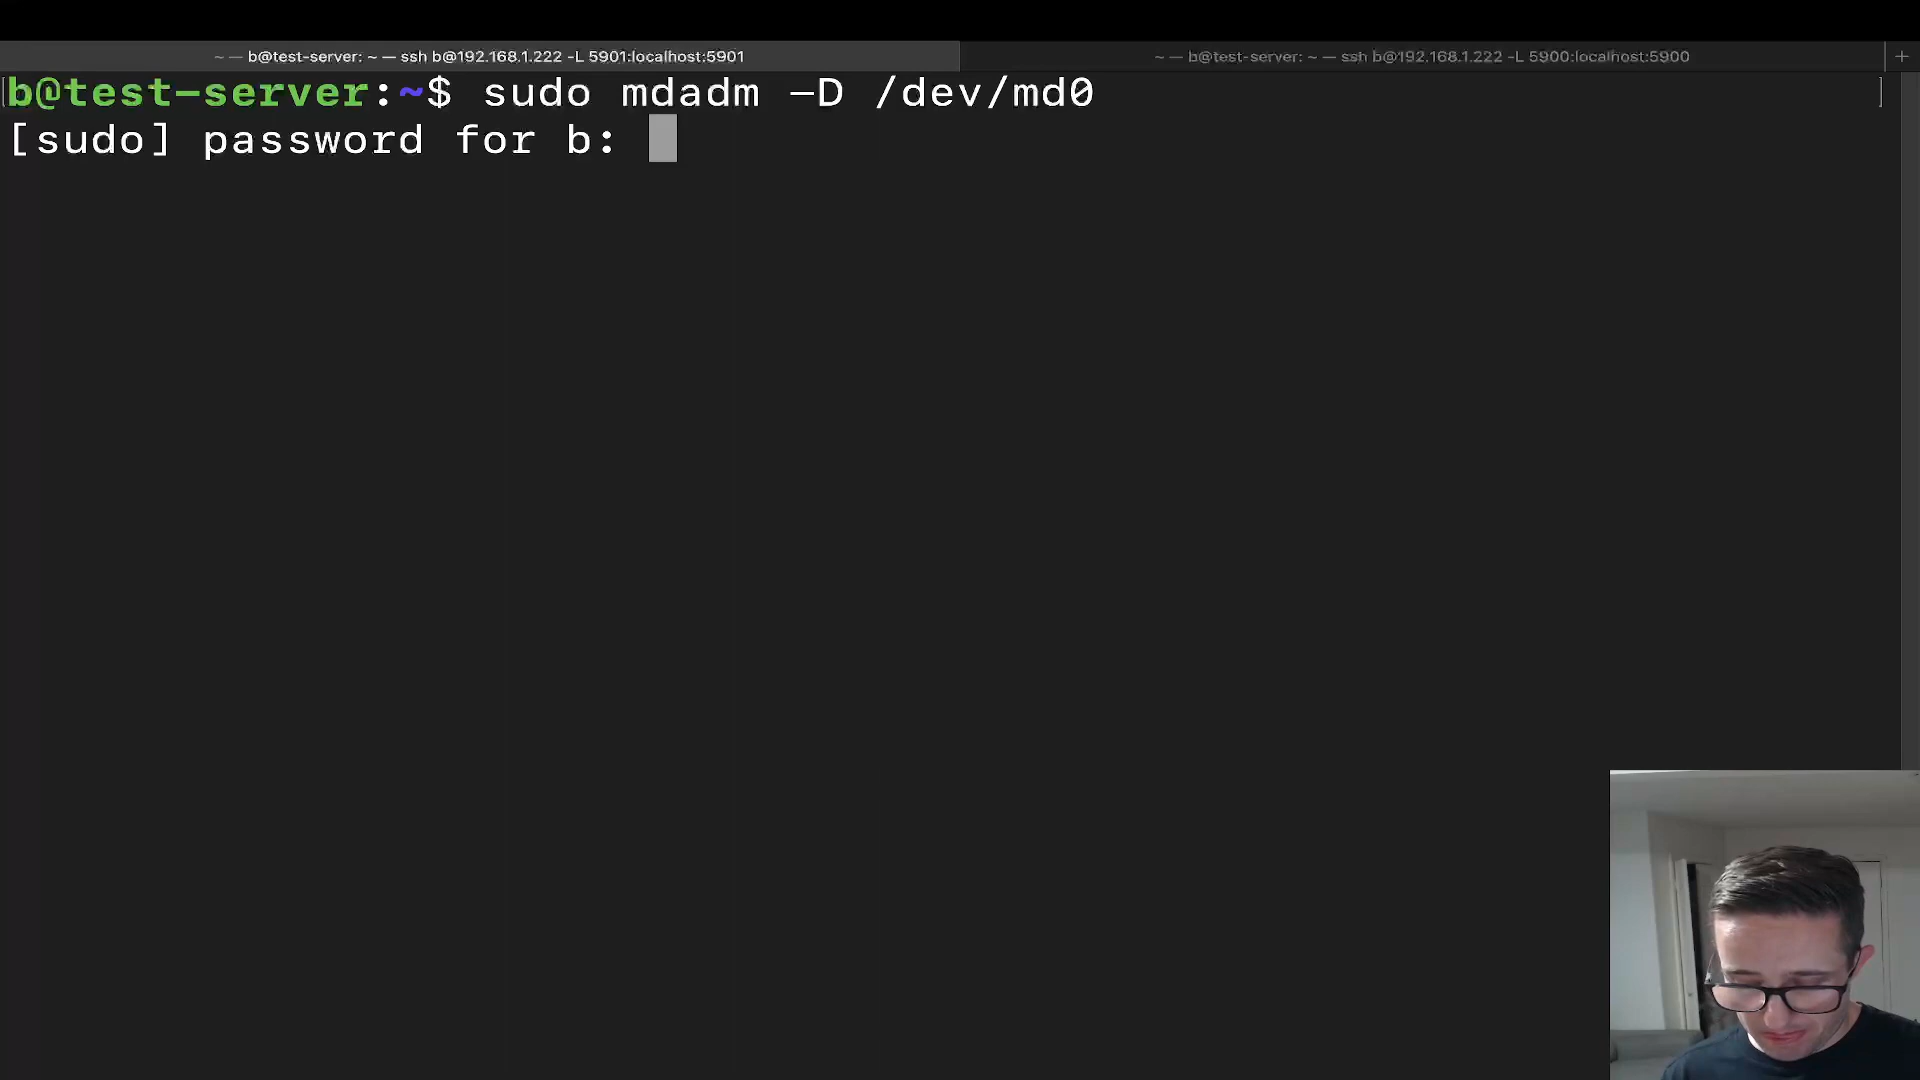 ~ — b@test-server: ~ — ssh b@192.168.1.222 -L 5901:localhost:5901
~ — b@test-server: ~ — ssh b@192.168.1.222 -L 5900:localhost:5900
+
[b@test-server:~$ sudo mdadm -D /dev/md0 ]
[sudo] password for b: